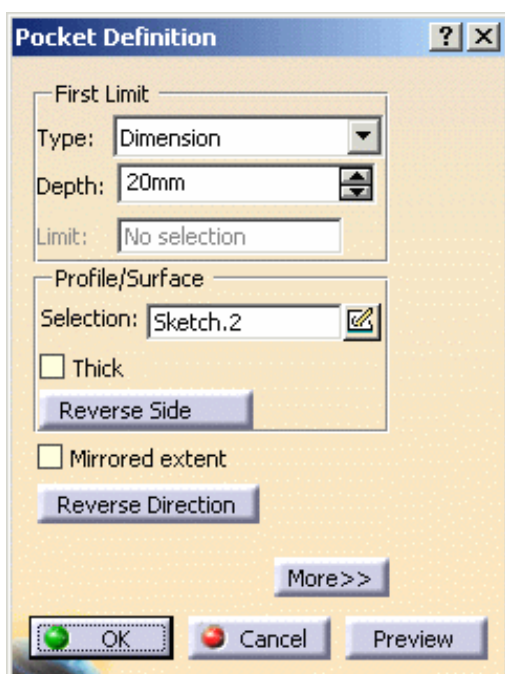 Pocket Definition ? X
First Limit
Type: Dimension
Depth: 20mm
Limit: No selection
Profile/Surface
Selection: Sketch.2
Thick
Reverse Side
Mirrored extent
Reverse Direction
More>>
OK Cancel Preview